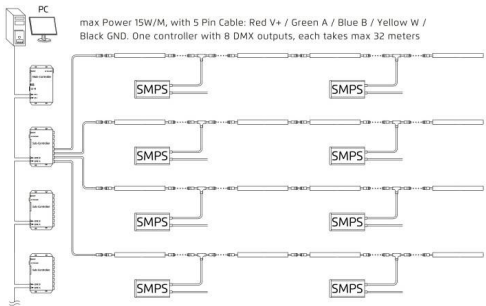 PC
max Power 15W/M, with 5 Pin Cable: Red V+ / Green A / Blue B / Yellow W /
Black GND. One controller with 8 DMX outputs, each takes max 32 meters
SMPS
SMPS
SMPS
SMPS
SMPS
SMPS
SMPS
SMPS